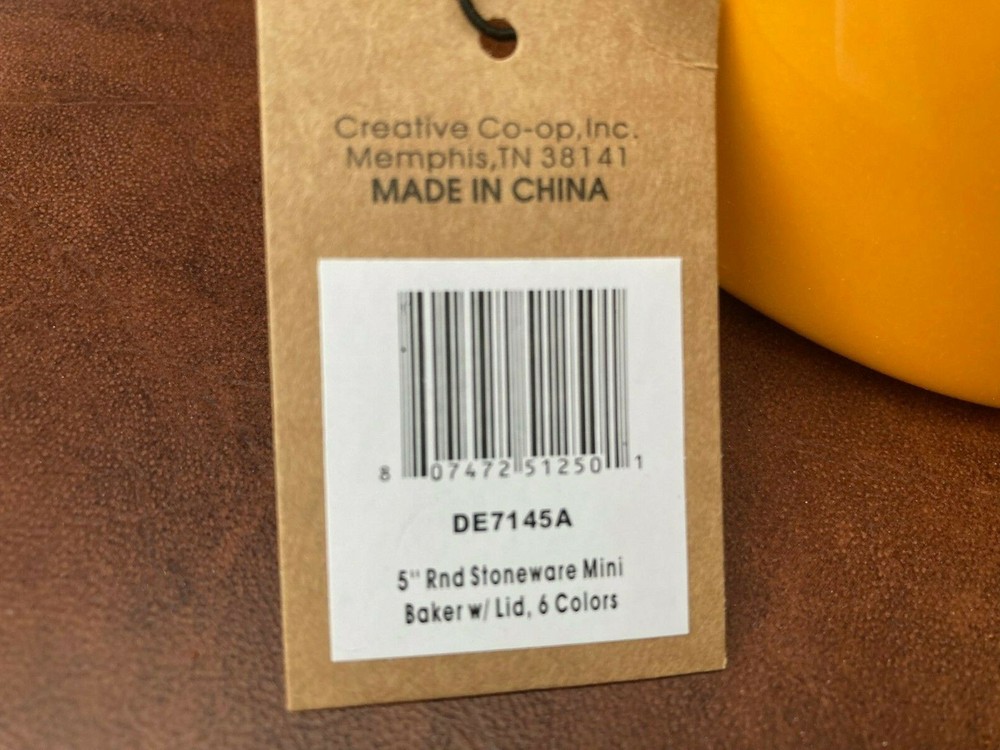 Creative Co-op,Inc.
Memphis,TN 38141
MADE IN CHINA
8 07472 51250 1
DE7145A
5" Rnd Stoneware Mini
Baker w/ Lid, 6 Colors